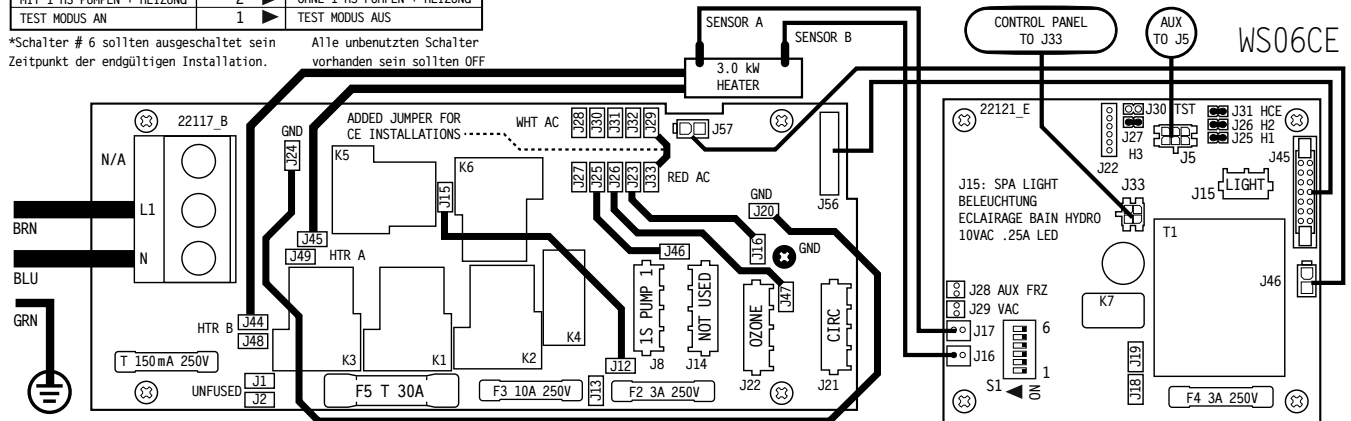 MIT 1 HS PUMPEN + HEIZUNG 2 ▶ OHNE 1 HS PUMPEN + HEIZUNG
TEST MODUS AN 1 ▶ TEST MODUS AUS
*Schalter # 6 sollten ausgeschaltet sein
Zeitpunkt der endgültigen Installation.
Alle unbenutzten Schalter
vorhanden sein sollten OFF
SENSOR A
SENSOR B
3.0 kW
HEATER
CONTROL PANEL
TO J33
AUX
TO J5
WS06CE
22117_B
GND
J24
ADDED JUMPER FOR
CE INSTALLATIONS
WHT AC
J28
J30
J31
J32
J29
J57
N/A
K5
K6
J15
J27
J25
J26
J23
J33
RED AC
J56
L1
BRN
N
BLU
GRN
J45
J49
HTR A
J46
J16
GND
J20
GND
J47
HTR B
J44
J48
K3
K1
K2
K4
1S PUMP 1
J8
NOT USED
J14
OZONE
J22
CIRC
J21
T 150mA 250V
UNFUSED
J1
J2
F5 T 30A
F3 10A 250V
J13
J12
F2 3A 250V
22121_E
J22
J30 TST
J27
H3
J5
J31 HCE
J26 H2
J25 H1
J45
J15
LIGHT
J15: SPA LIGHT
BELEUCHTUNG
ECLAIRAGE BAIN HYDRO
10VAC .25A LED
J33
T1
J46
K7
J28 AUX FRZ
J29 VAC
J17
J16
6
1
S1
ON
J19
J18
F4 3A 250V